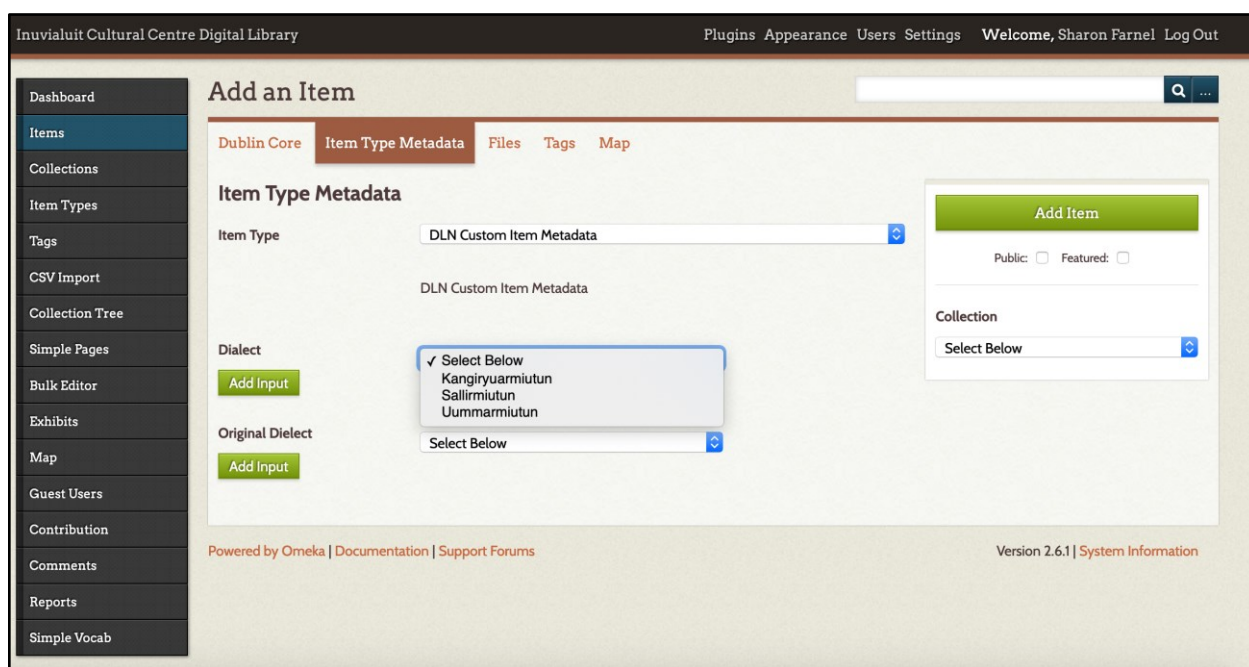 Inuvialuit Cultural Centre Digital Library
Plugins Appearance Users Settings Welcome, Sharon Farnel Log Out
Dashboard
Items
Collections
Item Types
Tags
CSV Import
Collection Tree
Simple Pages
Bulk Editor
Exhibits
Map
Guest Users
Contribution
Comments
Reports
Simple Vocab
Add an Item
...
Dublin Core Item Type Metadata Files Tags Map
Item Type Metadata
Item Type DLN Custom Item Metadata
DLN Custom Item Metadata
Dialect
✓ Select Below
Kangiryuarmiutun
Sallirmiutun
Uummarmiutun
Add Input
Original Dielect Select Below
Add Input
Add Item
Public: Featured:
Collection
Select Below
Powered by Omeka | Documentation | Support Forums
Version 2.6.1 | System Information